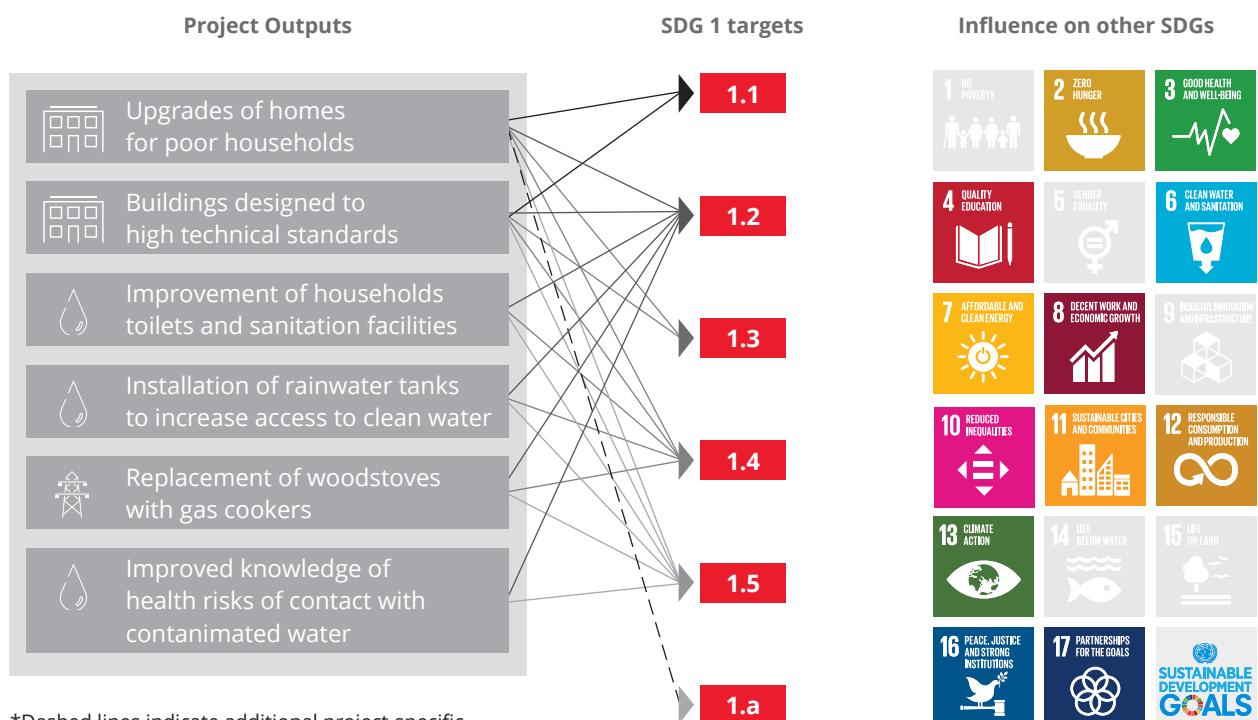 Project Outputs
SDG 1 targets
Influence on other SDGs
Upgrades of homes
for poor households
Buildings designed to
high technical standards
Improvement of households
toilets and sanitation facilities
Installation of rainwater tanks
to increase access to clean water
Replacement of woodstoves
with gas cookers
Improved knowledge of
health risks of contact with
contanimated water
1.1
1.2
1.3
1.4
1.5
1.a
1 NO
POVERTY
2 ZERO
HUNGER
3 GOOD HEALTH
AND WELL-BEING
4 QUALITY
EDUCATION
5 GENDER
EQUALITY
6 CLEAN WATER
AND SANITATION
7 AFFORDABLE AND
CLEAN ENERGY
8 DECENT WORK AND
ECONOMIC GROWTH
9 INDUSTRY, INNOVATION
AND INFRASTRUCTURE
10 REDUCED
INEQUALITIES
11 SUSTAINABLE CITIES
AND COMMUNITIES
12 RESPONSIBLE
CONSUMPTION
AND PRODUCTION
13 CLIMATE
ACTION
14 LIFE
BELOW WATER
15 LIFE
ON LAND
16 PEACE, JUSTICE
AND STRONG
INSTITUTIONS
17 PARTNERSHIPS
FOR THE GOALS
SUSTAINABLE
DEVELOPMENT
GOALS
*Dashed lines indicate additional project specific